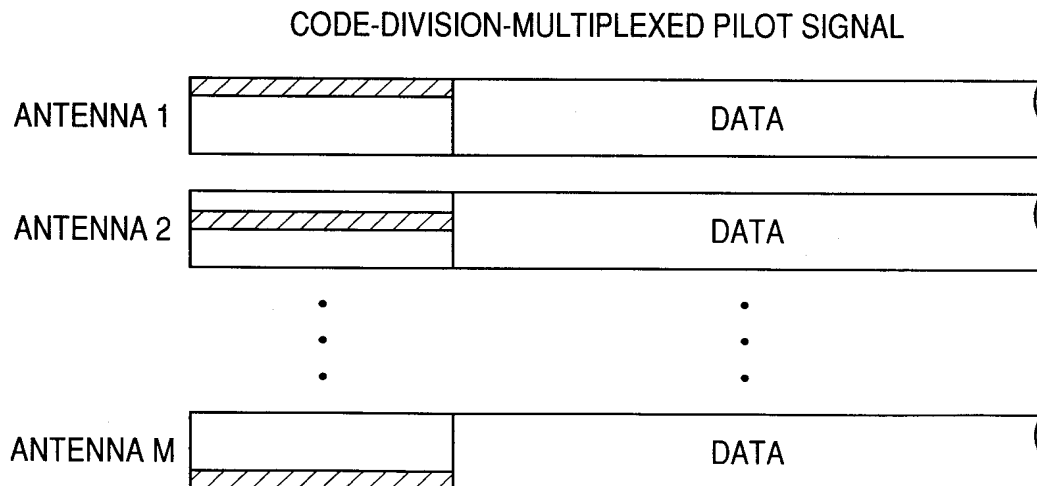 CODE-DIVISION-MULTIPLEXED PILOT SIGNAL
ANTENNA 1 DATA
ANTENNA 2 DATA
ANTENNA M DATA